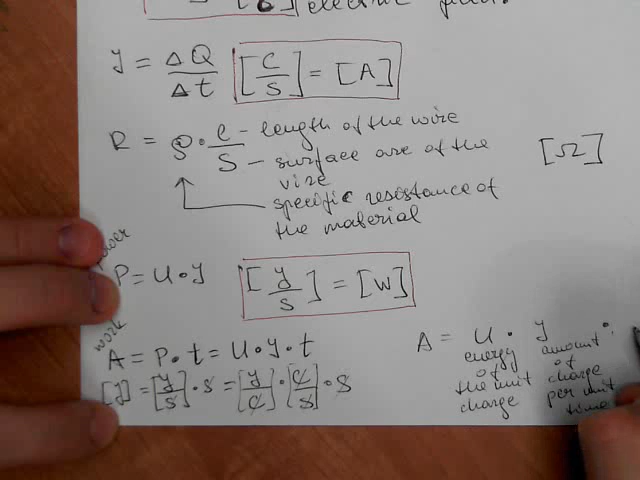 electric
J = ΔQ/Δt [C/S] = [A]
R = ρ · l/S - length of the wire
- surface are of the
wire
[Ω]
specific resistance of
the material
power
P = U · J [J/s] = [W]
work
A = P · t = U · J · t
[J] = [J/s] · s = [J/C] · [C/s] · s
A = U · J ·
energy amount
of of
the unit charge
charge per unit
time